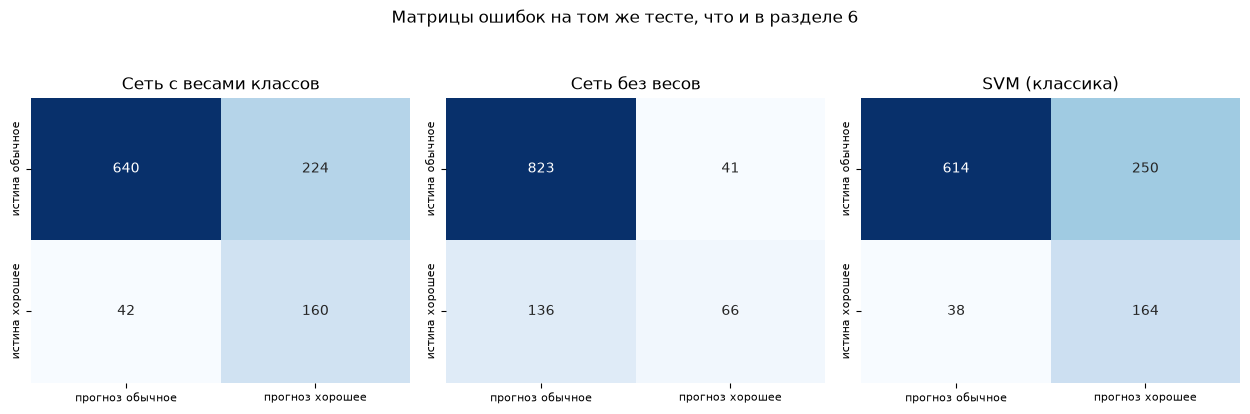 Матрицы ошибок на том же тесте, что и в разделе 6
Сеть с весами классов
истина обычное
640
224
истина хорошее
42
160
прогноз обычное
прогноз хорошее
Сеть без весов
истина обычное
823
41
истина хорошее
136
66
прогноз обычное
прогноз хорошее
SVM (классика)
истина обычное
614
250
истина хорошее
38
164
прогноз обычное
прогноз хорошее